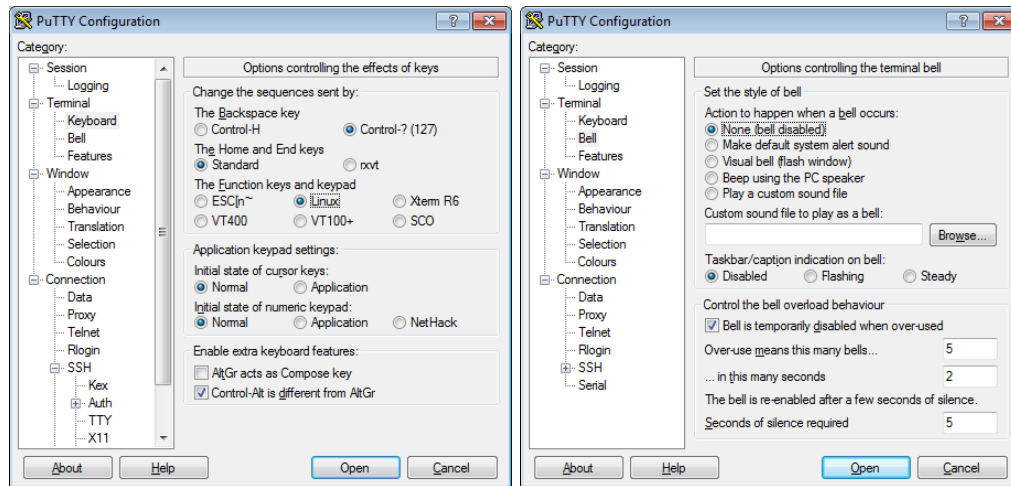 PuTTY Configuration
Category:
Session
Logging
Terminal
Keyboard
Bell
Features
Window
Appearance
Behaviour
Translation
Selection
Colours
Connection
Data
Proxy
Telnet
Rlogin
SSH
Kex
Auth
TTY
X11
Options controlling the effects of keys
Change the sequences sent by:
The Backspace key
Control-H Control-? (127)
The Home and End keys
Standard rxvt
The Function keys and keypad
ESC[n~ Linux Xterm R6
VT400 VT100+ SCO
Application keypad settings:
Initial state of cursor keys:
Normal Application
Initial state of numeric keypad:
Normal Application NetHack
Enable extra keyboard features:
AltGr acts as Compose key
Control-Alt is different from AltGr
About Help Open Cancel
PuTTY Configuration
Category:
Session
Logging
Terminal
Keyboard
Bell
Features
Window
Appearance
Behaviour
Translation
Selection
Colours
Connection
Data
Proxy
Telnet
Rlogin
SSH
Serial
Options controlling the terminal bell
Set the style of bell
Action to happen when a bell occurs:
None (bell disabled)
Make default system alert sound
Visual bell (flash window)
Beep using the PC speaker
Play a custom sound file
Custom sound file to play as a bell:
Browse...
Taskbar/caption indication on bell:
Disabled Flashing Steady
Control the bell overload behaviour
Bell is temporarily disabled when over-used
Over-use means this many bells... 5
... in this many seconds 2
The bell is re-enabled after a few seconds of silence.
Seconds of silence required 5
About Help Open Cancel